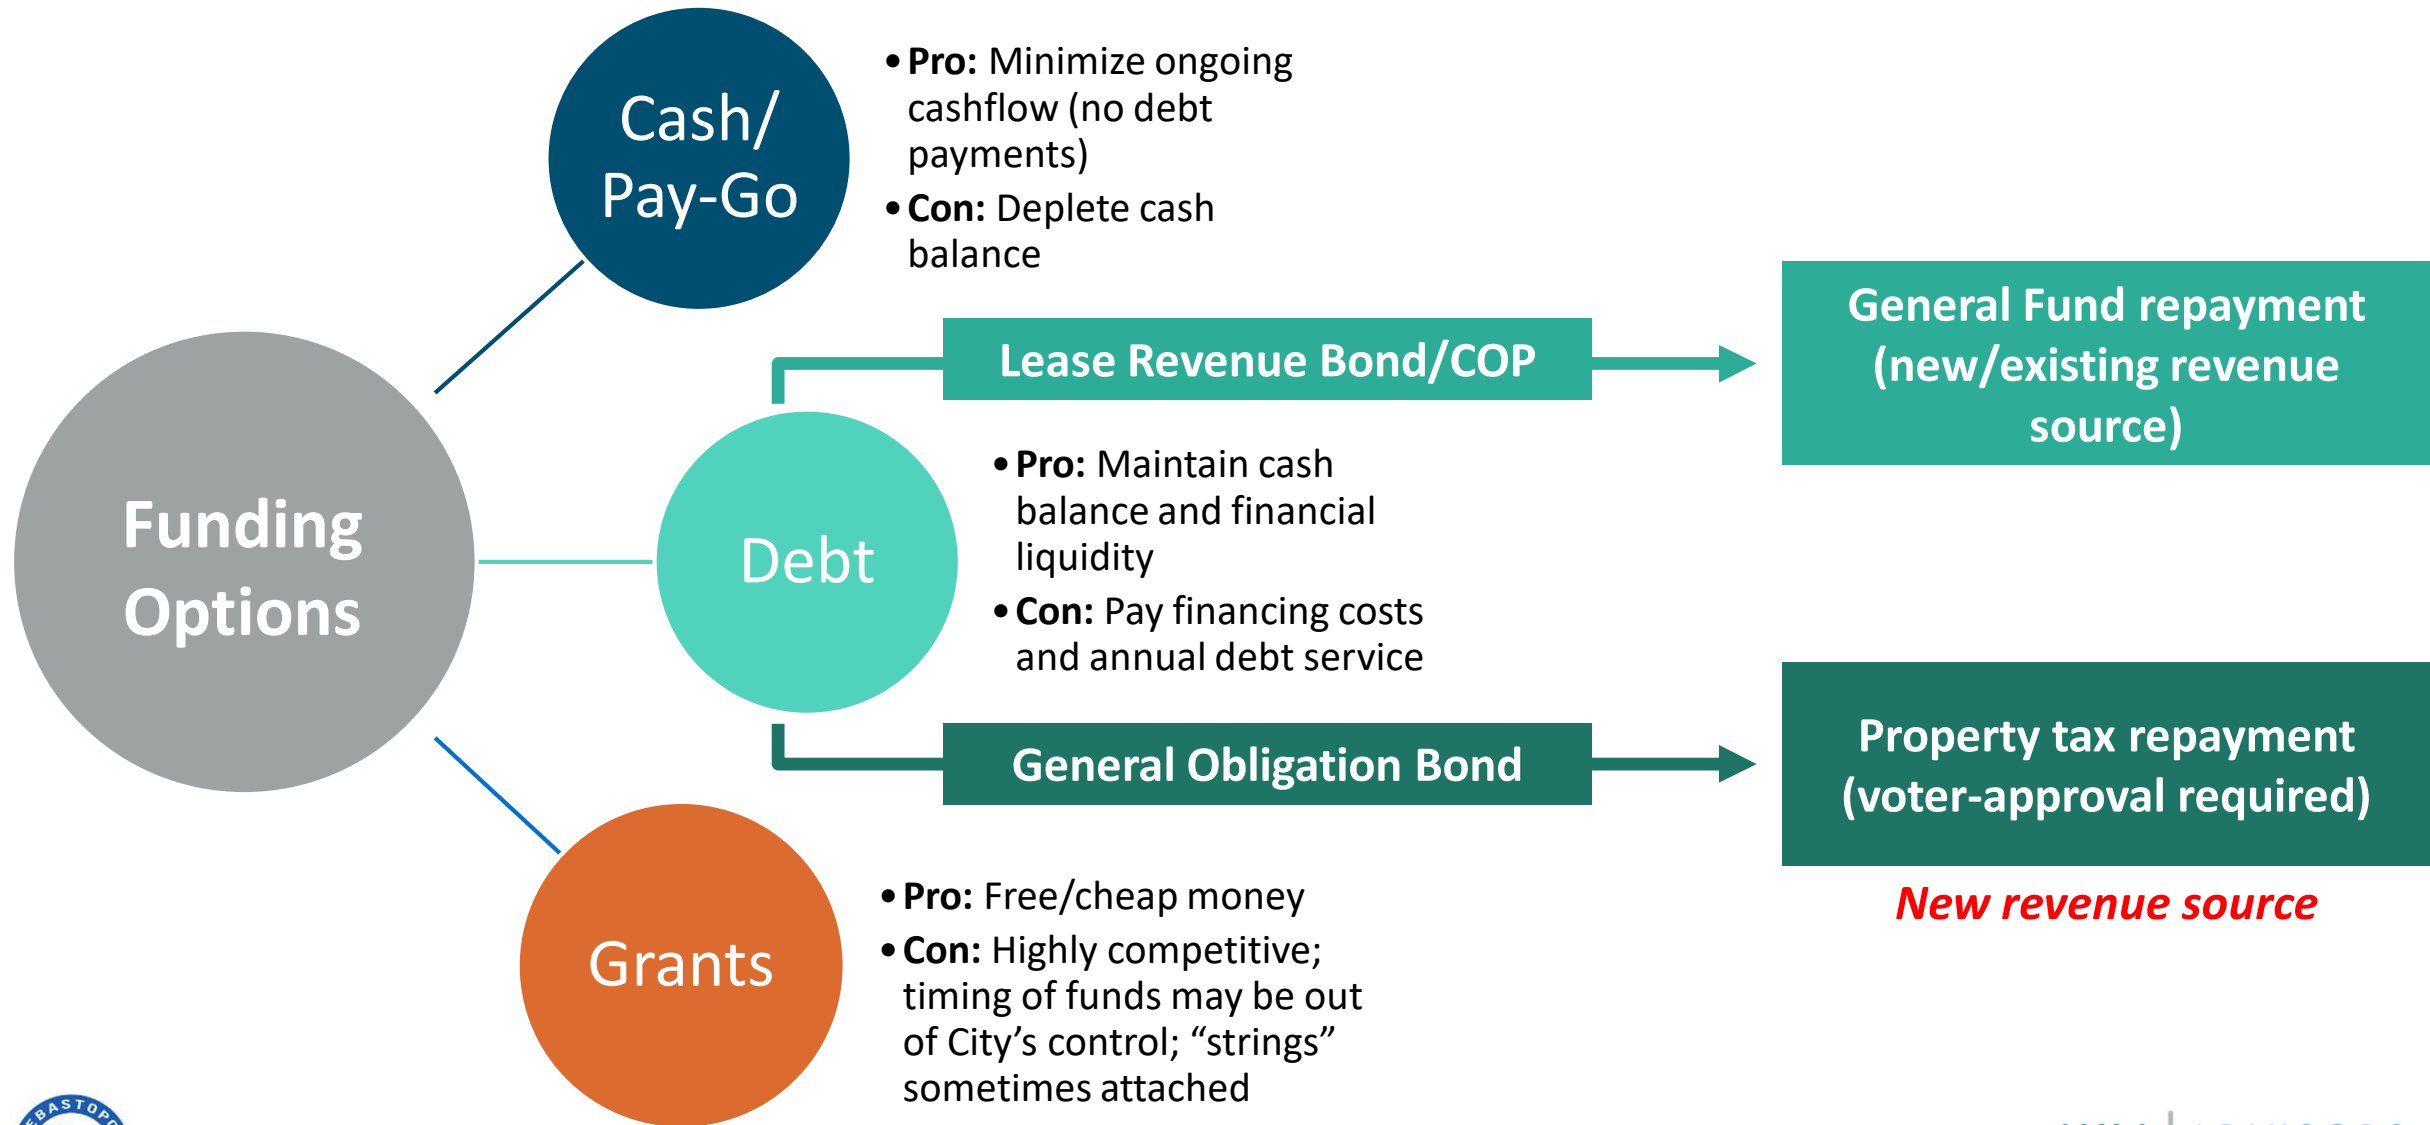 Cash/
Pay-Go
• Pro: Minimize ongoing
cashflow (no debt
payments)
• Con: Deplete cash
balance
Funding
Options
Lease Revenue Bond/COP
General Fund repayment
(new/existing revenue
source)
Debt
• Pro: Maintain cash
balance and financial
liquidity
• Con: Pay financing costs
and annual debt service
General Obligation Bond
Property tax repayment
(voter-approval required)
New revenue source
Grants
• Pro: Free/cheap money
• Con: Highly competitive;
timing of funds may be out
of City’s control; “strings”
sometimes attached